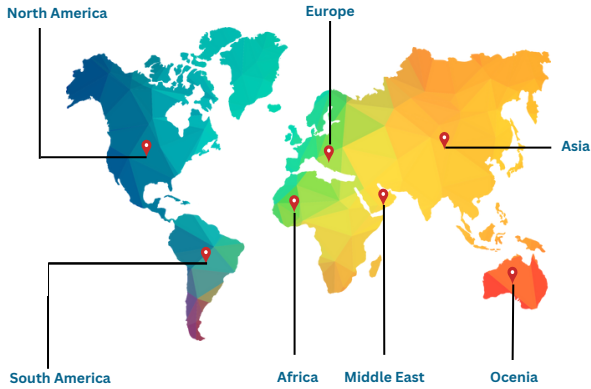 North America
Europe
Asia
South America
Africa
Middle East
Ocenia